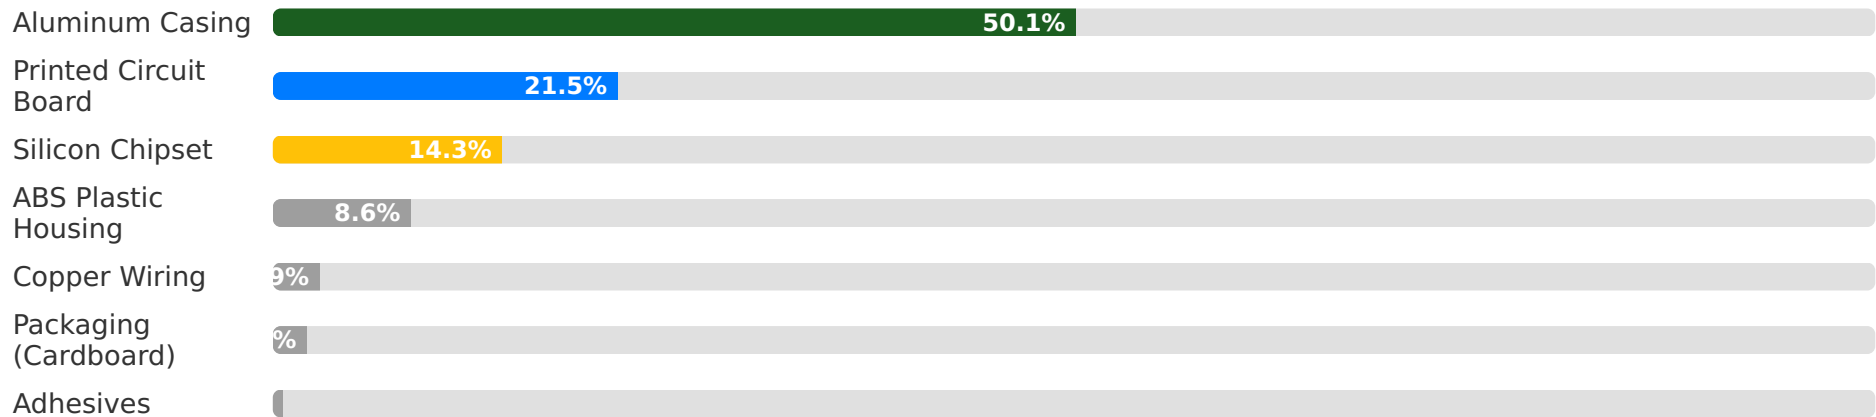 Aluminum Casing 50.1%
Printed Circuit
Board
21.5%
Silicon Chipset 14.3%
ABS Plastic
Housing
8.6%
Copper Wiring 9%
Packaging
(Cardboard)
%
Adhesives